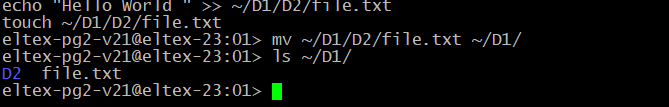 echo "Hello World " >> ~/D1/D2/file.txt
touch ~/D1/D2/file.txt
eltex-pg2-v21@eltex-23:01> mv ~/D1/D2/file.txt ~/D1/
eltex-pg2-v21@eltex-23:01> ls ~/D1/
D2  file.txt
eltex-pg2-v21@eltex-23:01>